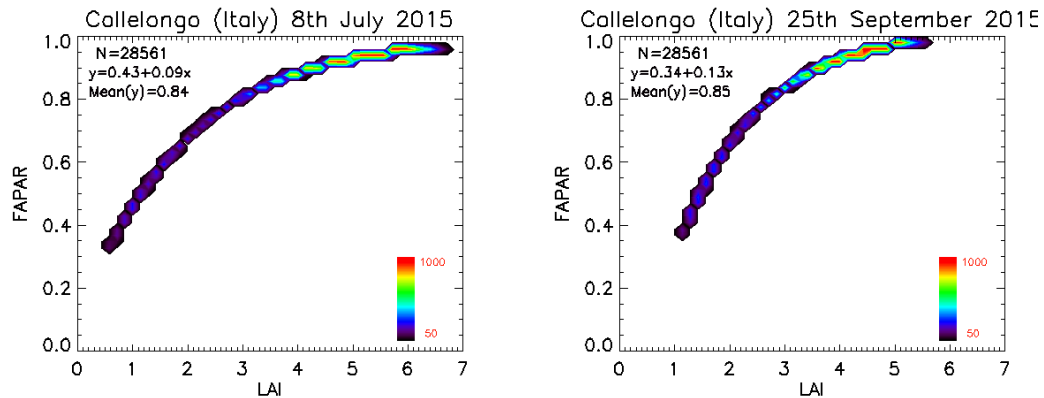 Callelongo (Italy) 8th July 2015
N=28561
y=0.43+0.09x
Mean(y)=0.84
1.0
0.8
0.6
0.4
0.2
0.0
FAPAR
1000
50
0 1 2 3 4 5 6 7
LAI
Callelongo (Italy) 25th September 2015
N=28561
y=0.34+0.13x
Mean(y)=0.85
1.0
0.8
0.6
0.4
0.2
0.0
FAPAR
1000
50
0 1 2 3 4 5 6 7
LAI